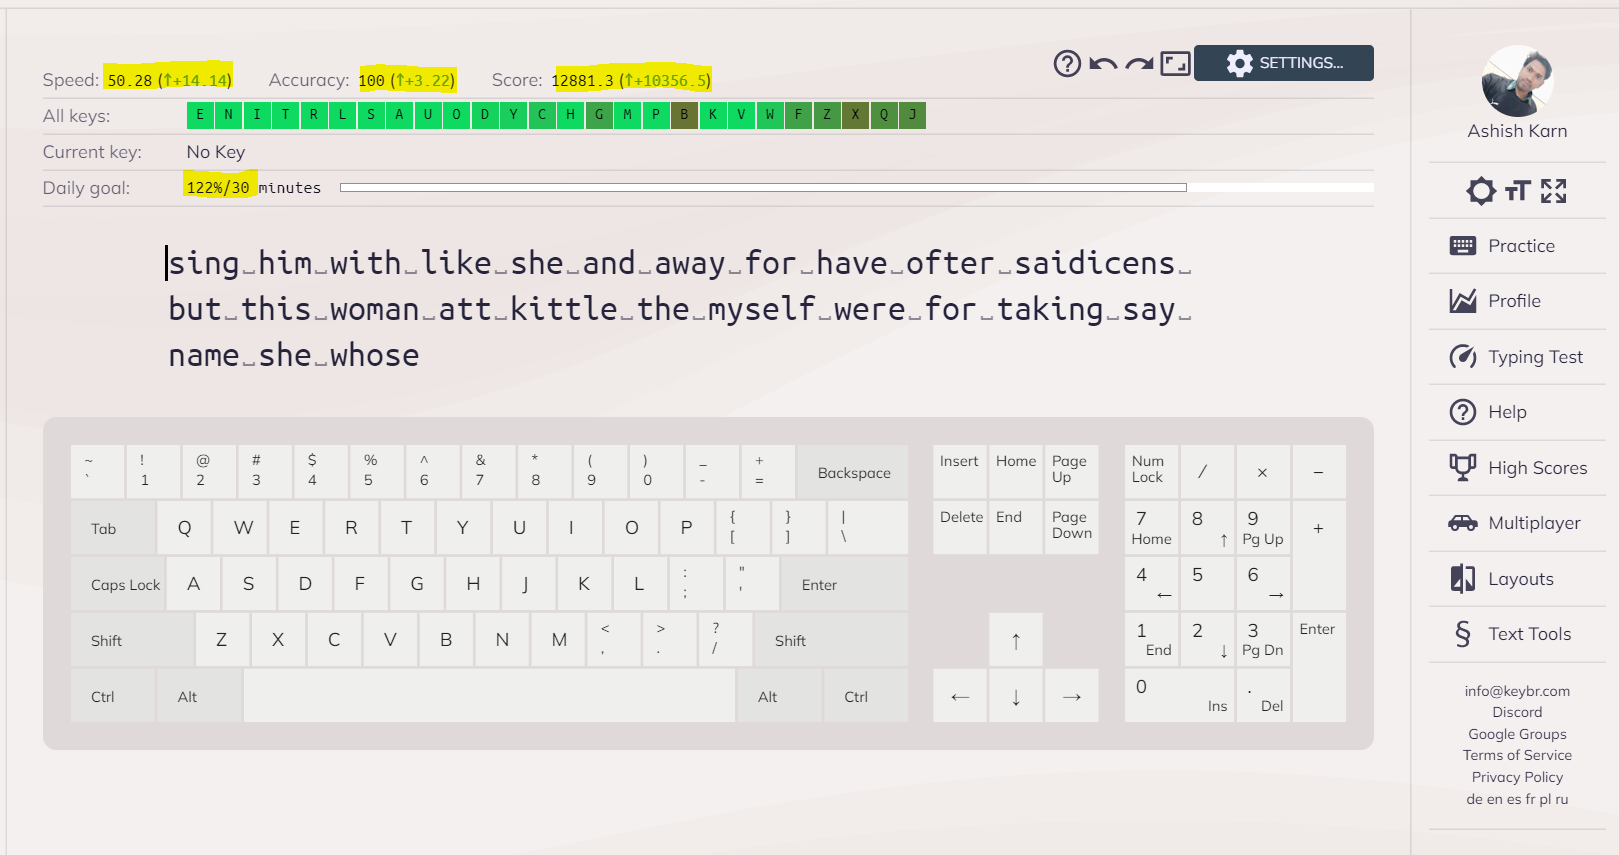 Speed: 50.28 (↑+14.14) Accuracy: 100 (↑+3.22) Score: 12881.3 (↑+10356.5)
SETTINGS...
All keys: E N I T R L S A U O D Y C H G M P B K V W F Z X Q J
Current key: No Key
Daily goal: 122%/30 minutes
sing␣him␣with␣like␣she␣and␣away␣for␣have␣ofter␣saidicens␣
but␣this␣woman␣att␣kittle␣the␣myself␣were␣for␣taking␣say␣
name␣she␣whose
~ ! @ # $ % ^ & * ( ) _ +
` 1 2 3 4 5 6 7 8 9 0 - = Backspace
Tab Q W E R T Y U I O P { [ } ] | \
Caps Lock A S D F G H J K L : ; " ' Enter
Shift Z X C V B N M < , > . ? / Shift
Ctrl Alt Alt Ctrl
Insert Home Page Up
Delete End Page Down
↑
← ↓ →
Num Lock / × −
7 Home 8 ↑ 9 Pg Up +
4 ← 5 6 →
1 End 2 ↓ 3 Pg Dn Enter
0 Ins . Del
Ashish Karn
Practice
Profile
Typing Test
Help
High Scores
Multiplayer
Layouts
§ Text Tools
info@keybr.com
Discord
Google Groups
Terms of Service
Privacy Policy
de en es fr pl ru